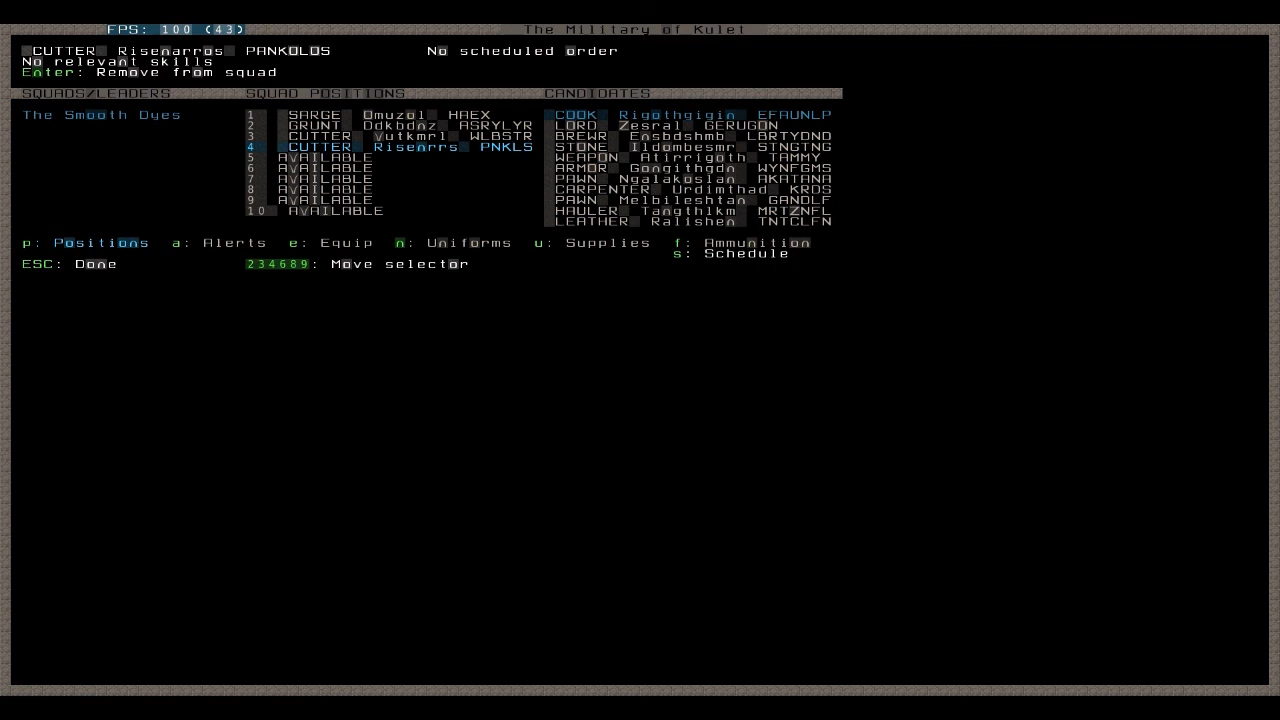 FPS: 100 (43) The Military of Kulet
CUTTER Risenarros PANKOLOS No scheduled order
No relevant skills
Enter: Remove from squad
SQUADS/LEADERS SQUAD POSITIONS CANDIDATES
The Smooth Dyes 1 SARGE Omuzol HAEX COOK Rigothgigin EFAUNLP
2 GRUNT Ddkbdnz ASRYLYR LORD Zesral GERUGON
3 CUTTER Vutkmrl WLBSTR BREWR Ensbdshmb LBRTYDND
4 CUTTER Risenrrs PNKLS STONE Ildombesmr STNGTNG
5 AVAILABLE WEAPON Atirrigoth TAMMY
6 AVAILABLE ARMOR Gongithgdn WYNFGMS
7 AVAILABLE PAWN Ngalakoslan AKATANA
8 AVAILABLE CARPENTER Urdimthad KRDS
9 AVAILABLE PAWN Melbileshtan GANDLF
10 AVAILABLE HAULER Tangthlkm MRTZNFL
LEATHER Ralishen TNTCLFN
p: Positions a: Alerts e: Equip n: Uniforms u: Supplies f: Ammunition
s: Schedule
ESC: Done 234689: Move selector